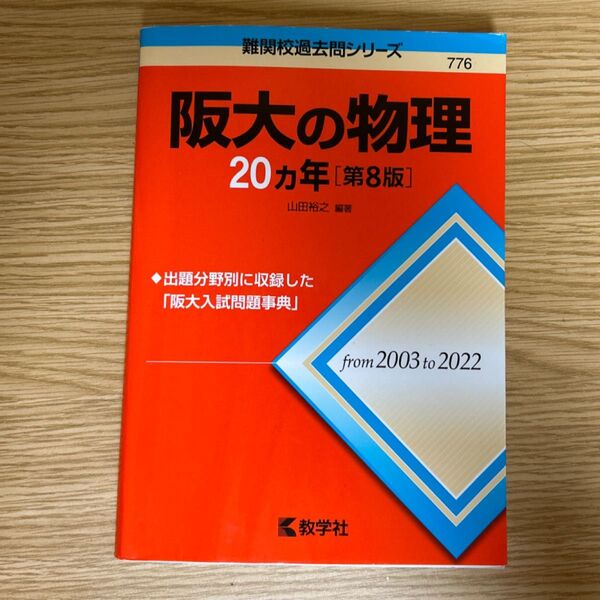 難関校過去問シリーズ
776
阪大の物理
20カ年[第8版]
山田裕之 編著
◆出題分野別に収録した
「阪大入試問題事典」
from 2003 to 2022
教学社